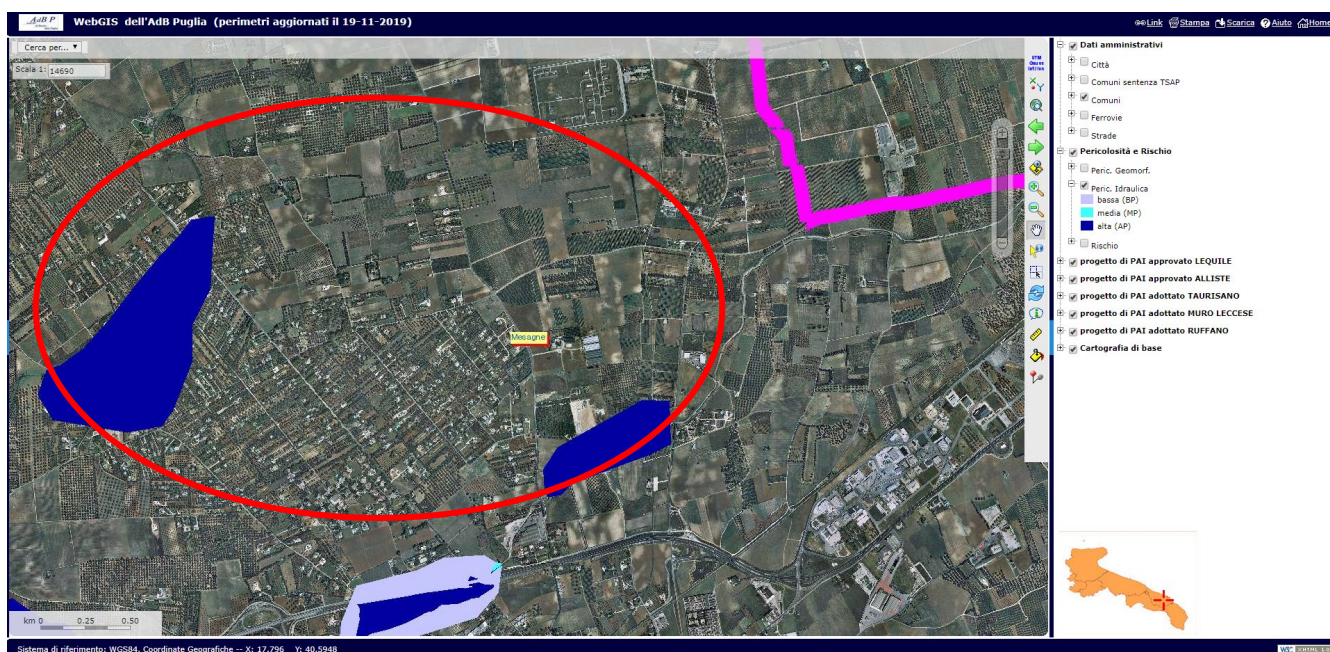 AdB P
WebGIS dell'AdB Puglia (perimetri aggiornati il 19-11-2019)
Link Stampa Scarica Aiuto Home
Cerca per... ▼
Scala 1: 14690
Mesagne
km 0 0.25 0.50
Dati amministrativi
Città
Comuni sentenza TSAP
Comuni
Ferrovie
Strade
Pericolosità e Rischio
Peric. Geomorf.
Peric. Idraulica
bassa (BP)
media (MP)
alta (AP)
Rischio
progetto di PAI approvato LEQUILE
progetto di PAI approvato ALLISTE
progetto di PAI adottato TAURISANO
progetto di PAI adottato MURO LECCESE
progetto di PAI adottato RUFFANO
Cartografia di base
Sistema di riferimento: WGS84. Coordinate Geografiche -- X: 17.796 Y: 40.5948
W3C XHTML 1.0